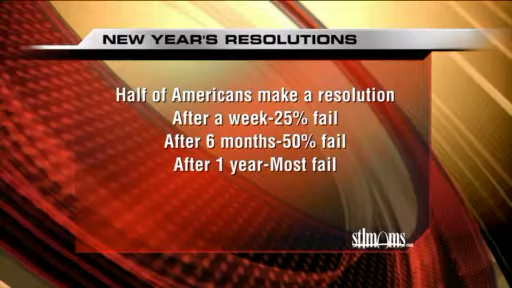 NEW YEAR'S RESOLUTIONS
Half of Americans make a resolution
After a week-25% fail
After 6 months-50% fail
After 1 year-Most fail
stlmoms.com